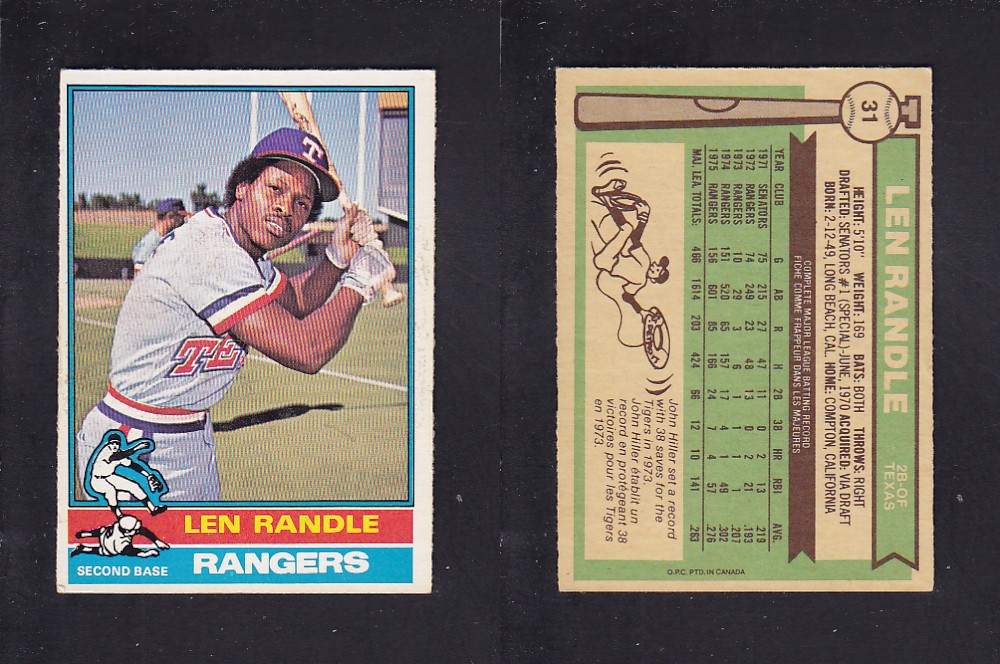 T
TE
LEN RANDLE
SECOND BASE
RANGERS
31
LEN RANDLE
2B-OF
TEXAS
HEIGHT: 5'10" WEIGHT: 169 BATS: BOTH THROWS: RIGHT
DRAFTED: SENATORS #1 (SPECIAL)-JUNE, 1970 ACQUIRED: VIA DRAFT
BORN: 2-12-49, LONG BEACH, CAL. HOME: COMPTON, CALIFORNIA
COMPLETE MAJOR LEAGUE BATTING RECORD
FICHE COMME FRAPPEUR DANS LES MAJEURES
YEAR CLUB G AB R H 2B 3B HR RBI AVG.
1971 SENATORS 75 215 27 47 11 0 2 13 .219
1972 RANGERS 74 249 23 48 13 0 2 21 .193
1973 RANGERS 10 29 3 6 1 1 1 1 .207
1974 RANGERS 151 520 65 157 17 4 1 49 .302
1975 RANGERS 156 601 85 166 24 7 4 57 .276
MAJ. LEA. TOTALS: 466 1614 203 424 66 12 10 141 .263
John Hiller set a record
with 38 saves for the
Tigers in 1973.
John Hiller établit un
record en protégeant 38
victoires pour les Tigers
en 1973.
O.P.C. PTD. IN CANADA